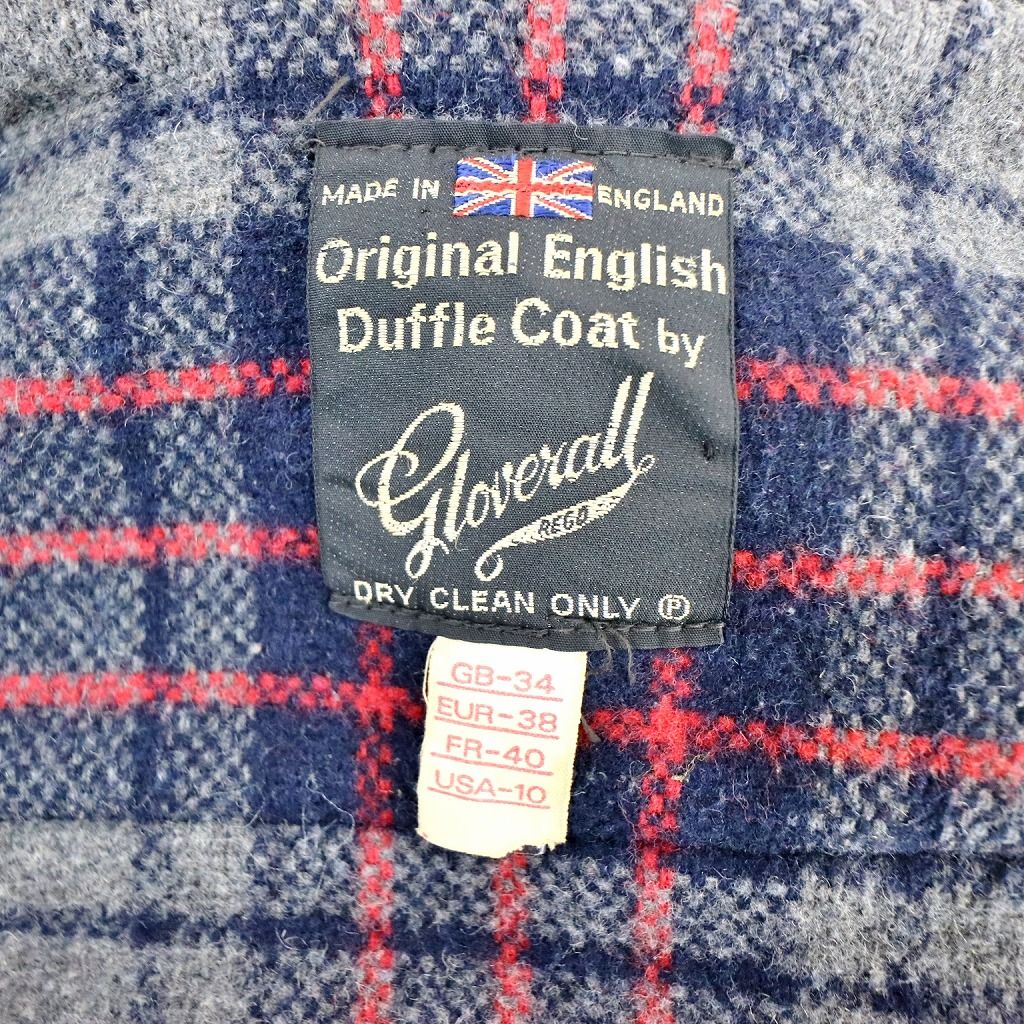 MADE IN ENGLAND
Original English
Duffle Coat by
Gloverall
REGD.
DRY CLEAN ONLY Ⓟ
GB-34
EUR-38
FR-40
USA-10